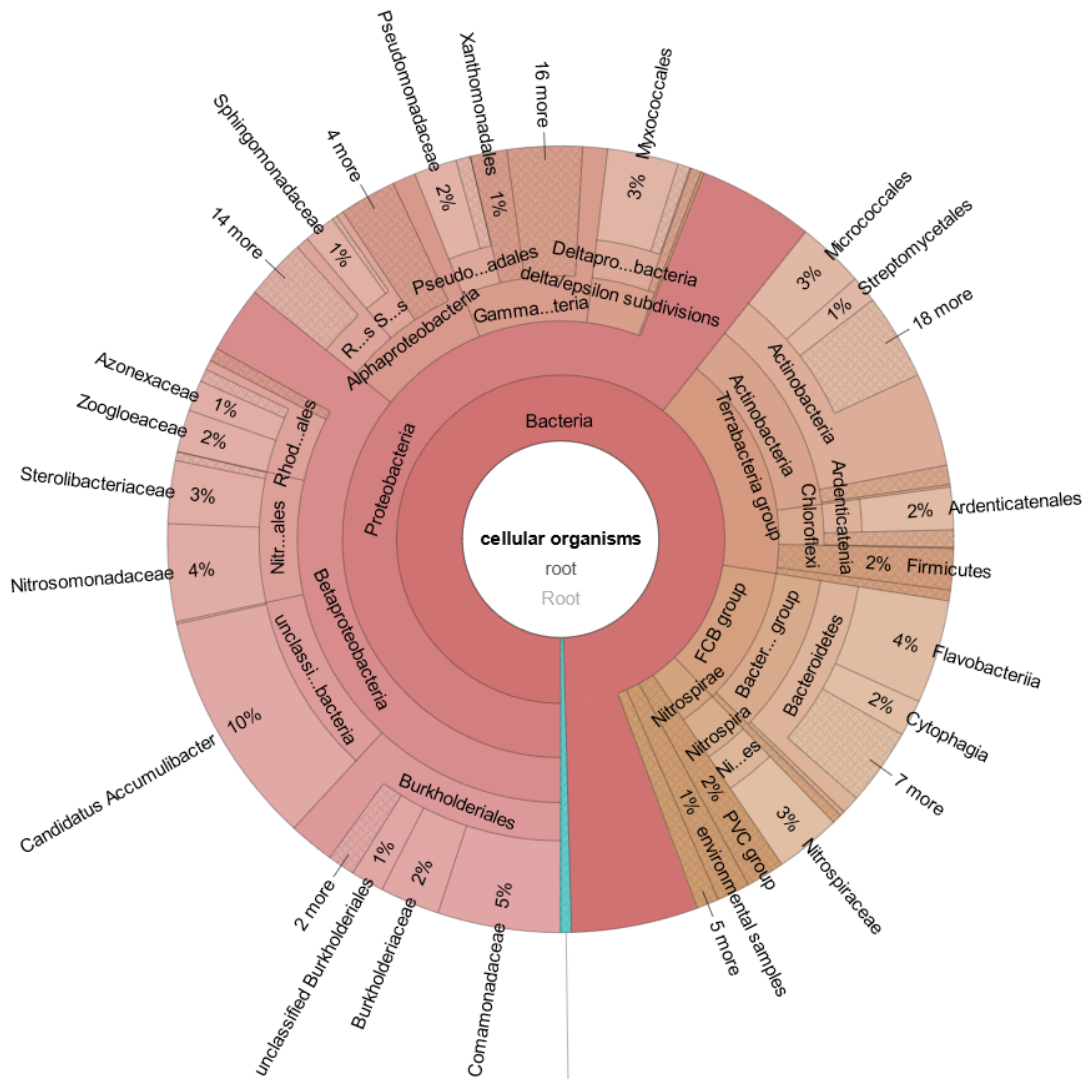 cellular organisms
root
Root
Bacteria
Proteobacteria
Terrabacteria group
FCB group
Nitrospirae
PVC group
2%
environmental samples
1%
5 more
Betaproteobacteria
Burkholderiales
Comamonadaceae
5%
Burkholderiaceae
2%
unclassified Burkholderiales
1%
2 more
unclassi...bacteria
Candidatus Accumulibacter
10%
Nitr...ales
Nitrosomonadaceae
4%
Sterolibacteriaceae
3%
Rhod...ales
Zoogloeaceae
2%
Azonexaceae
1%
Alphaproteobacteria
R...s
14 more
S...s
Sphingomonadaceae
1%
4 more
Gamma...teria
Pseudo...adales
Pseudomonadaceae
2%
Xanthomonadales
1%
16 more
delta/epsilon subdivisions
Deltapro...bacteria
Myxococcales
3%
Actinobacteria
Actinobacteria
Micrococcales
3%
Streptomycetales
1%
18 more
Chloroflexi
Ardenticatenia
Ardenticatenales
2%
Firmicutes
2%
Bacter... group
Bacteroidetes
Flavobacteriia
4%
Cytophagia
2%
7 more
Nitrospira
Ni...es
Nitrospiraceae
3%